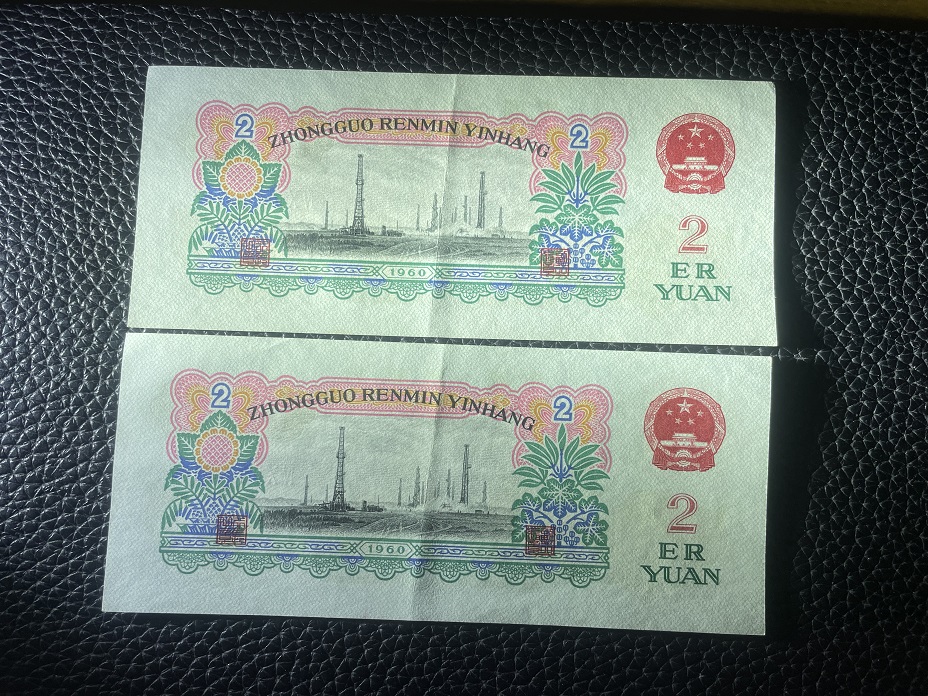 2 ZHONGGUO RENMIN YINHANG 2
1960
2
ER
YUAN
2 ZHONGGUO RENMIN YINHANG 2
1960
2
ER
YUAN